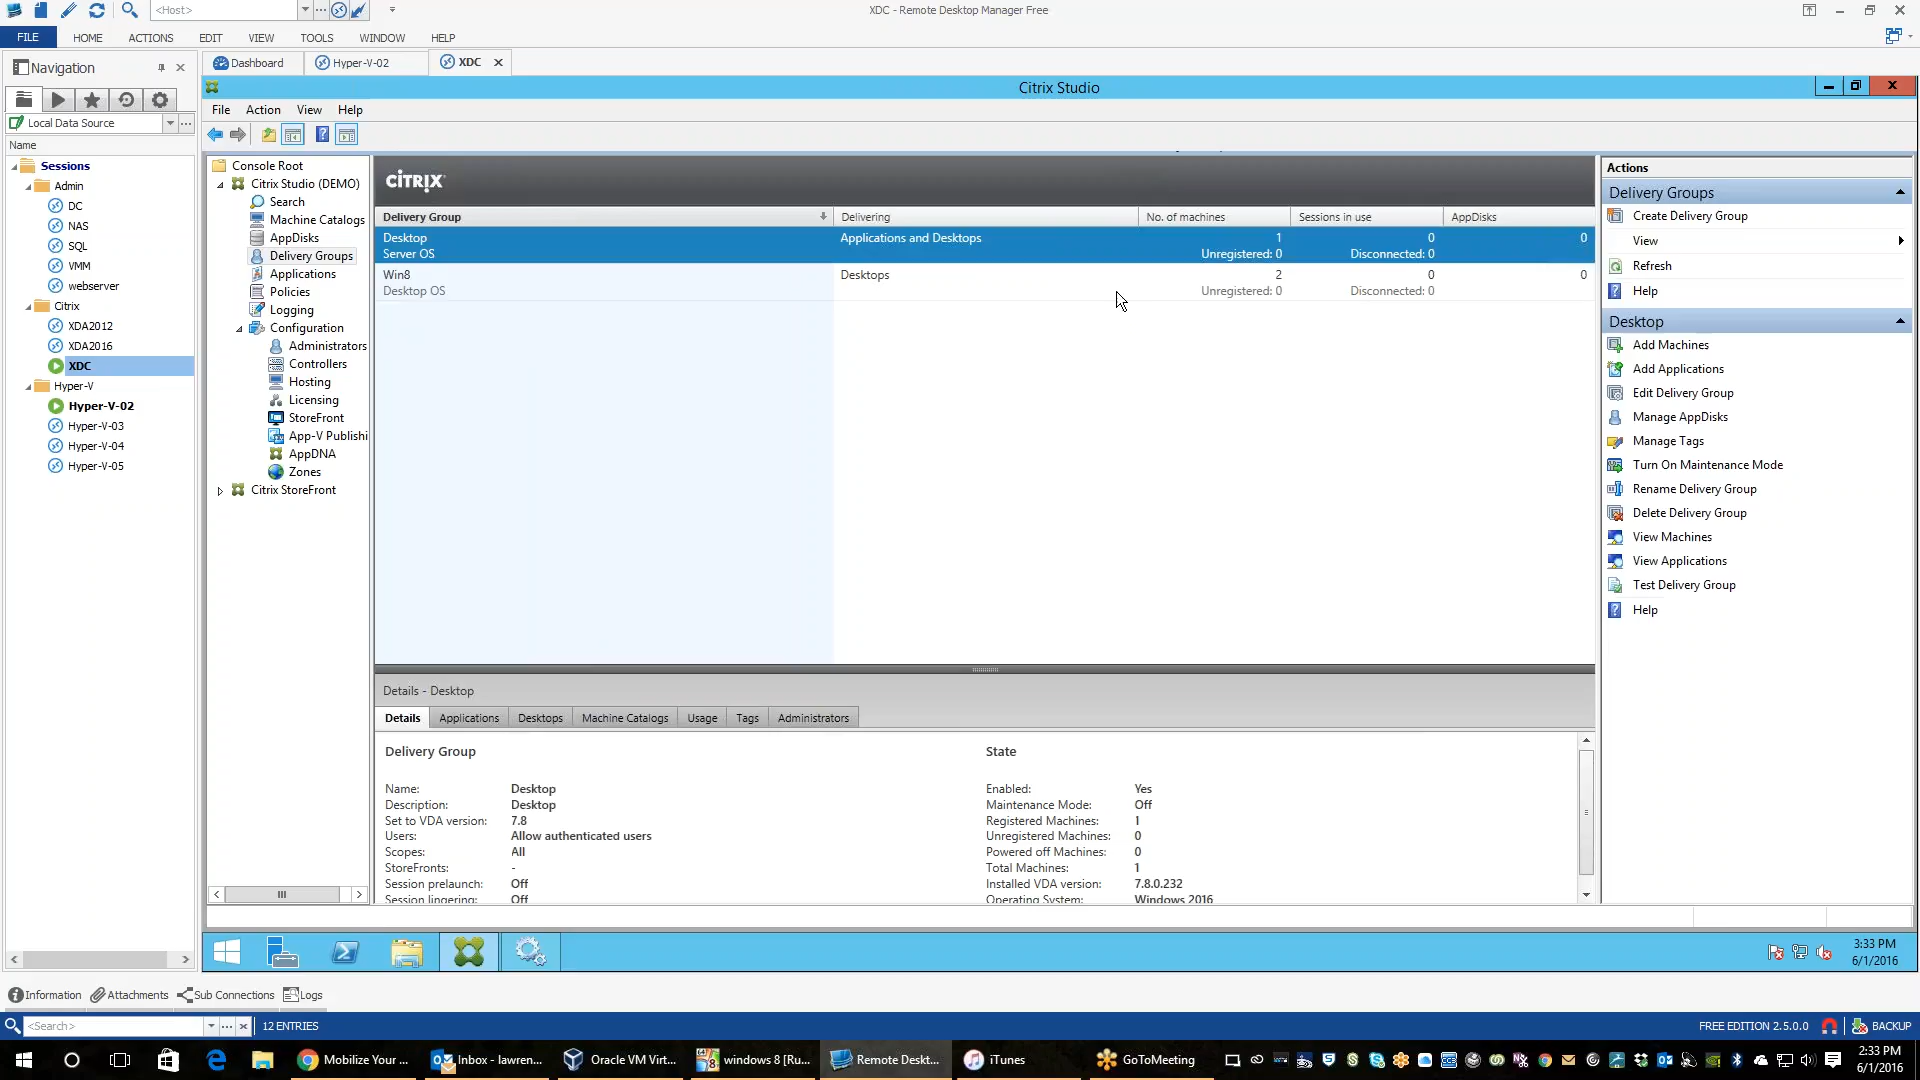 <Host>
XDC - Remote Desktop Manager Free
FILE HOME ACTIONS EDIT VIEW TOOLS WINDOW HELP
Navigation
Dashboard
Hyper-V-02
XDC
Citrix Studio
Local Data Source
Name
Sessions
Admin
DC
NAS
SQL
VMM
webserver
Citrix
XDA2012
XDA2016
XDC
Hyper-V
Hyper-V-02
Hyper-V-03
Hyper-V-04
Hyper-V-05
File Action View Help
Console Root
Citrix Studio (DEMO)
Search
Machine Catalogs
AppDisks
Delivery Groups
Applications
Policies
Logging
Configuration
Administrators
Controllers
Hosting
Licensing
StoreFront
App-V Publishi
AppDNA
Zones
Citrix StoreFront
CITRIX
Delivery Group Delivering No. of machines Sessions in use AppDisks
Desktop Applications and Desktops 1 0 0
Server OS Unregistered: 0 Disconnected: 0
Win8 Desktops 2 0 0
Desktop OS Unregistered: 0 Disconnected: 0
Details - Desktop
Details Applications Desktops Machine Catalogs Usage Tags Administrators
Delivery Group
Name: Desktop
Description: Desktop
Set to VDA version: 7.8
Users: Allow authenticated users
Scopes: All
StoreFronts: -
Session prelaunch: Off
Session lingering: Off
State
Enabled: Yes
Maintenance Mode: Off
Registered Machines: 1
Unregistered Machines: 0
Powered off Machines: 0
Total Machines: 1
Installed VDA version: 7.8.0.232
Operating System: Windows 2016
Actions
Delivery Groups
Create Delivery Group
View
Refresh
Help
Desktop
Add Machines
Add Applications
Edit Delivery Group
Manage AppDisks
Manage Tags
Turn On Maintenance Mode
Rename Delivery Group
Delete Delivery Group
View Machines
View Applications
Test Delivery Group
Help
3:33 PM
6/1/2016
Information Attachments Sub Connections Logs
<Search>
12 ENTRIES
FREE EDITION 2.5.0.0
BACKUP
Mobilize Your ...
Inbox - lawren...
Oracle VM Virt...
windows 8 [Ru...
Remote Deskt...
iTunes
GoToMeeting
2:33 PM
6/1/2016